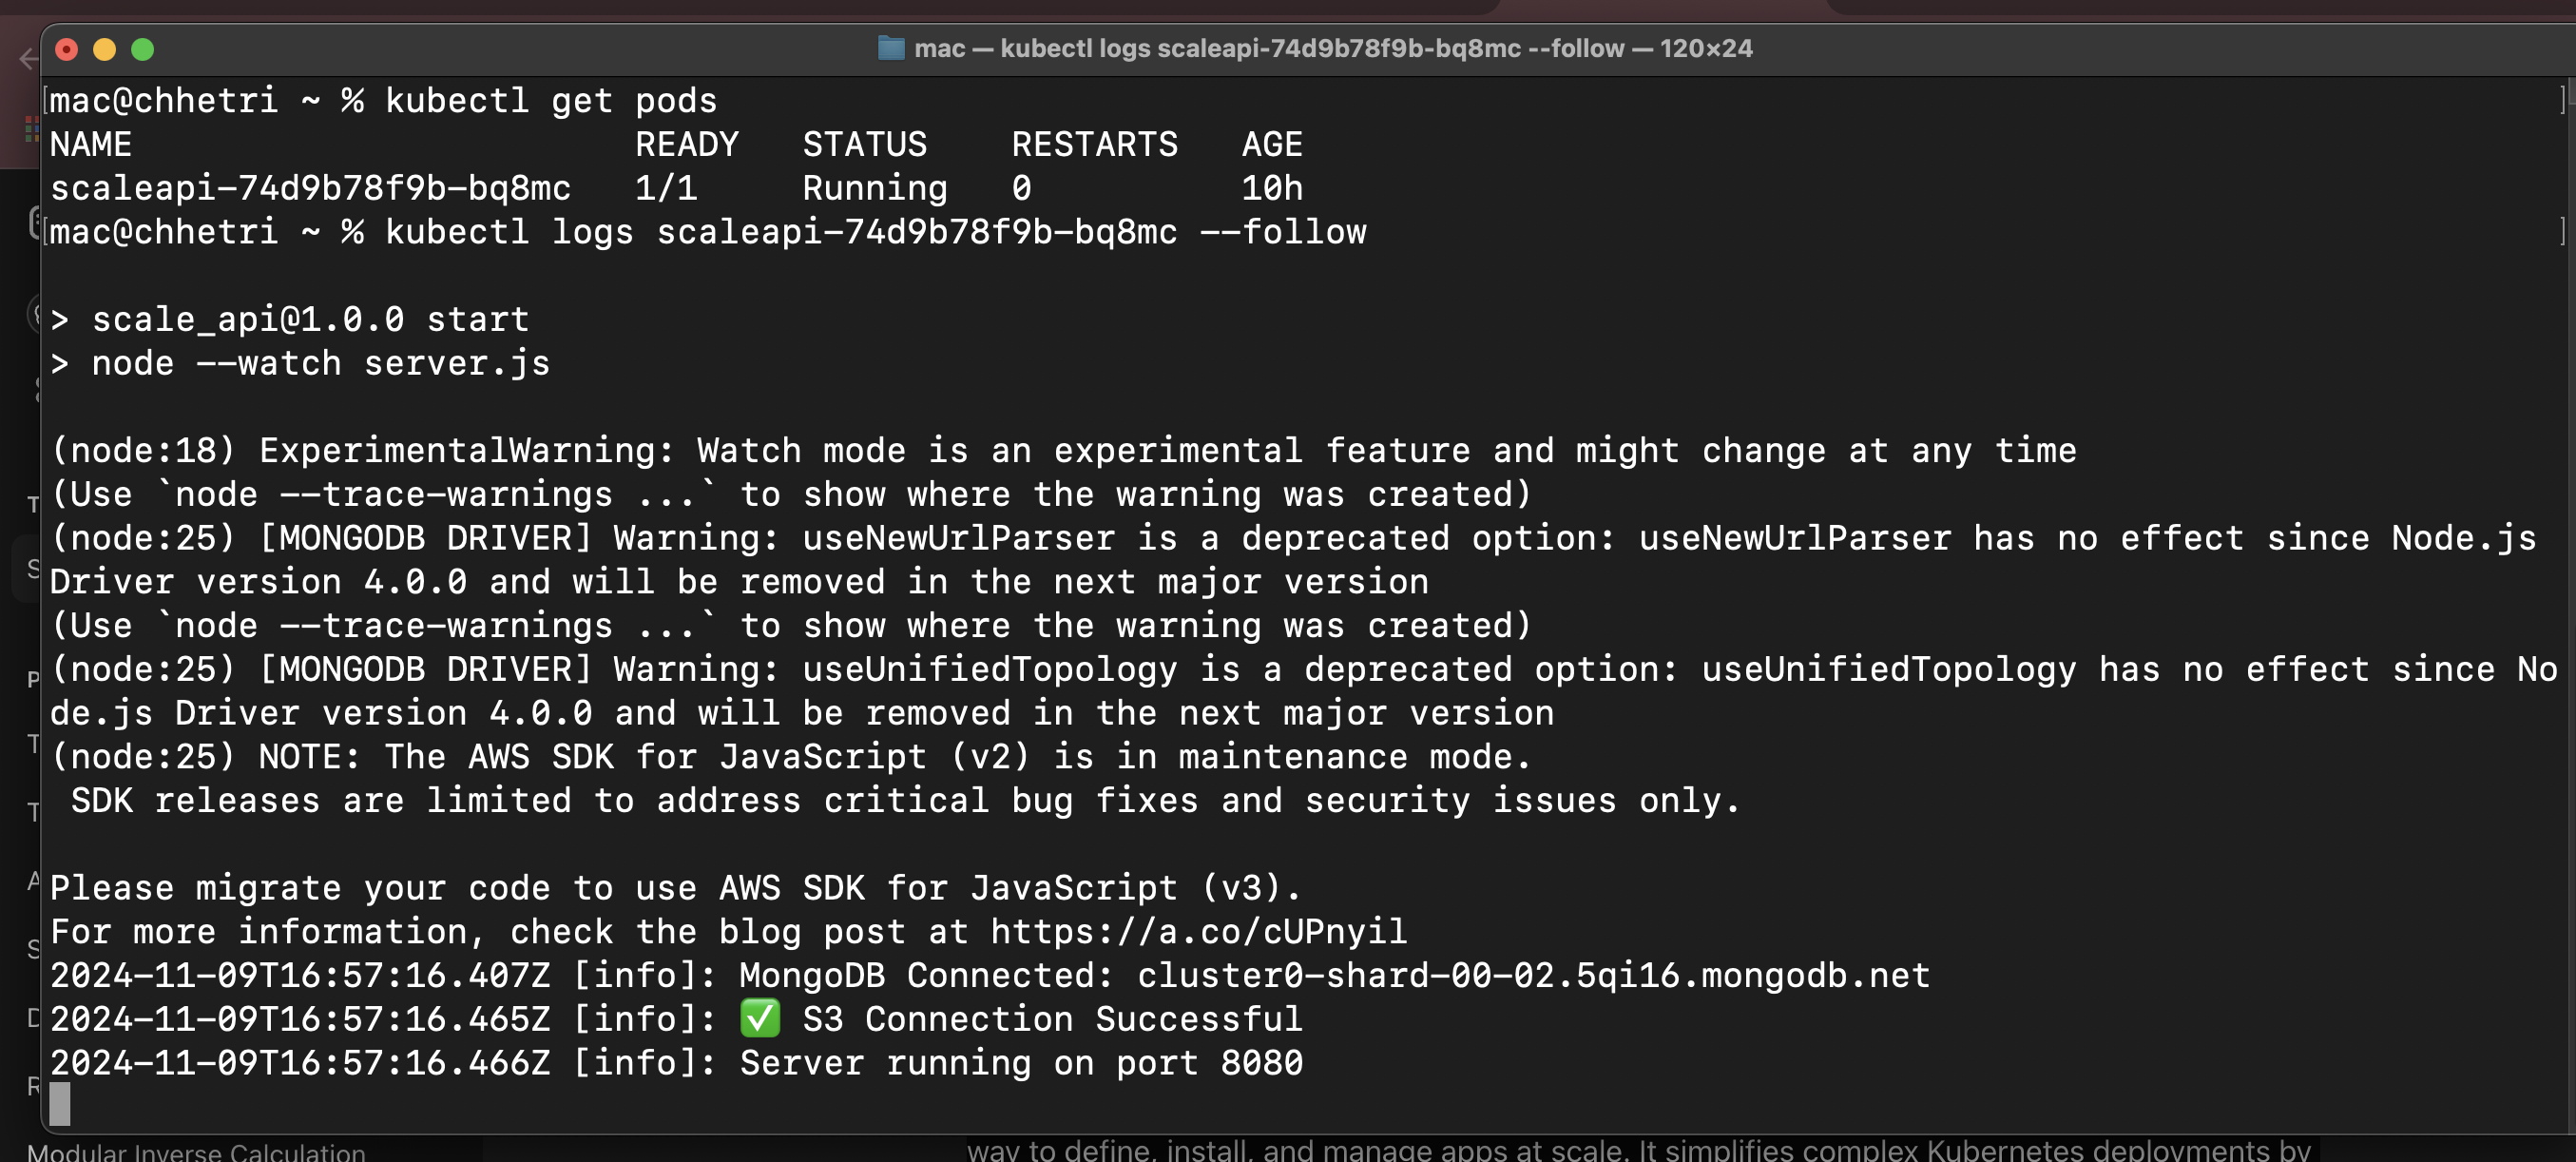 mac — kubectl logs scaleapi-74d9b78f9b-bq8mc --follow — 120×24
[mac@chhetri ~ % kubectl get pods ]
NAME READY STATUS RESTARTS AGE
scaleapi-74d9b78f9b-bq8mc 1/1 Running 0 10h
[mac@chhetri ~ % kubectl logs scaleapi-74d9b78f9b-bq8mc --follow ]
> scale_api@1.0.0 start
> node --watch server.js
(node:18) ExperimentalWarning: Watch mode is an experimental feature and might change at any time
(Use `node --trace-warnings ...` to show where the warning was created)
(node:25) [MONGODB DRIVER] Warning: useNewUrlParser is a deprecated option: useNewUrlParser has no effect since Node.js
Driver version 4.0.0 and will be removed in the next major version
(Use `node --trace-warnings ...` to show where the warning was created)
(node:25) [MONGODB DRIVER] Warning: useUnifiedTopology is a deprecated option: useUnifiedTopology has no effect since No
de.js Driver version 4.0.0 and will be removed in the next major version
(node:25) NOTE: The AWS SDK for JavaScript (v2) is in maintenance mode.
SDK releases are limited to address critical bug fixes and security issues only.
Please migrate your code to use AWS SDK for JavaScript (v3).
For more information, check the blog post at https://a.co/cUPnyil
2024-11-09T16:57:16.407Z [info]: MongoDB Connected: cluster0-shard-00-02.5qi16.mongodb.net
2024-11-09T16:57:16.465Z [info]: ✅ S3 Connection Successful
2024-11-09T16:57:16.466Z [info]: Server running on port 8080
Modular Inverse Calculation
way to define, install, and manage apps at scale. It simplifies complex Kubernetes deployments by